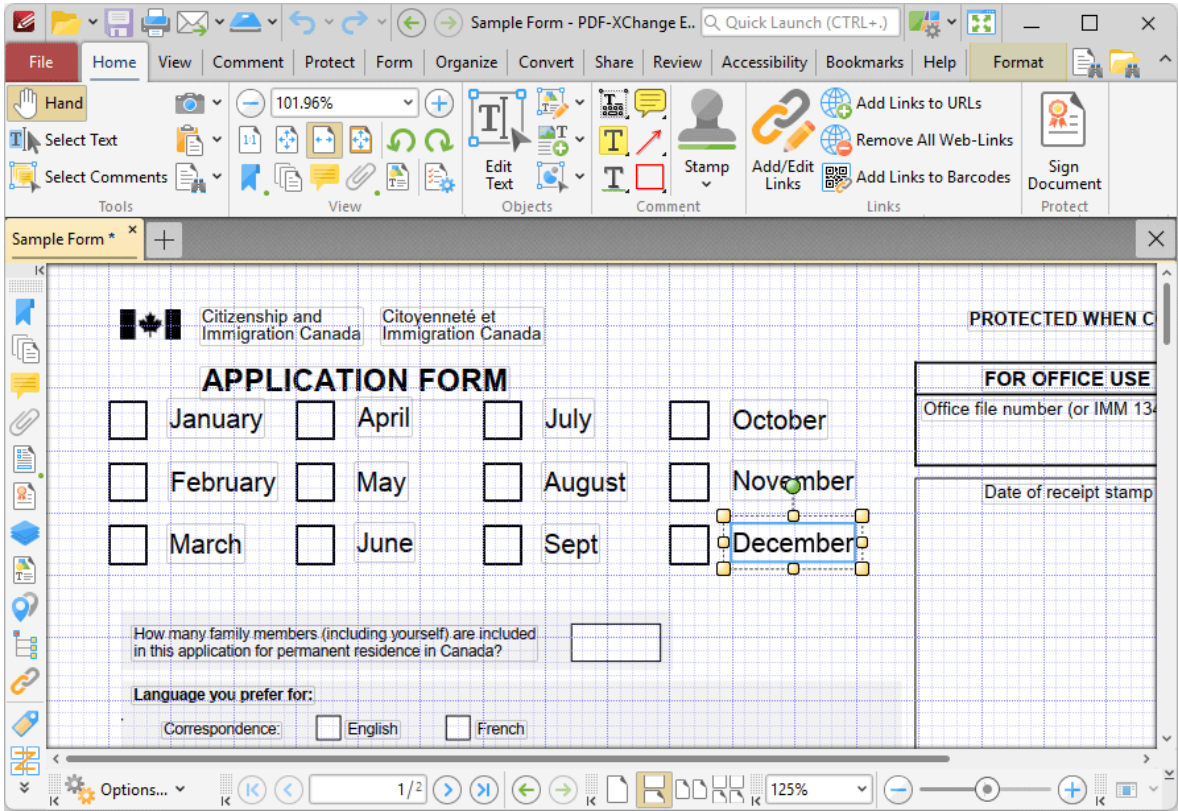 Sample Form - PDF-XChange E..
Quick Launch (CTRL+.)
File Home View Comment Protect Form Organize Convert Share Review Accessibility Bookmarks Help Format
Hand
Select Text
Select Comments
Tools
101.96%
1:1
View
Edit
Text
Objects
Comment
Stamp
Add/Edit
Links
Add Links to URLs
Remove All Web-Links
Add Links to Barcodes
Links
Sign
Document
Protect
Sample Form *
Citizenship and
Immigration Canada
Citoyenneté et
Immigration Canada
PROTECTED WHEN C
APPLICATION FORM
FOR OFFICE USE
Office file number (or IMM 134
January April July October
February May August November
Date of receipt stamp
March June Sept December
How many family members (including yourself) are included
in this application for permanent residence in Canada?
Language you prefer for:
Correspondence: English French
Options...
1/2
125%